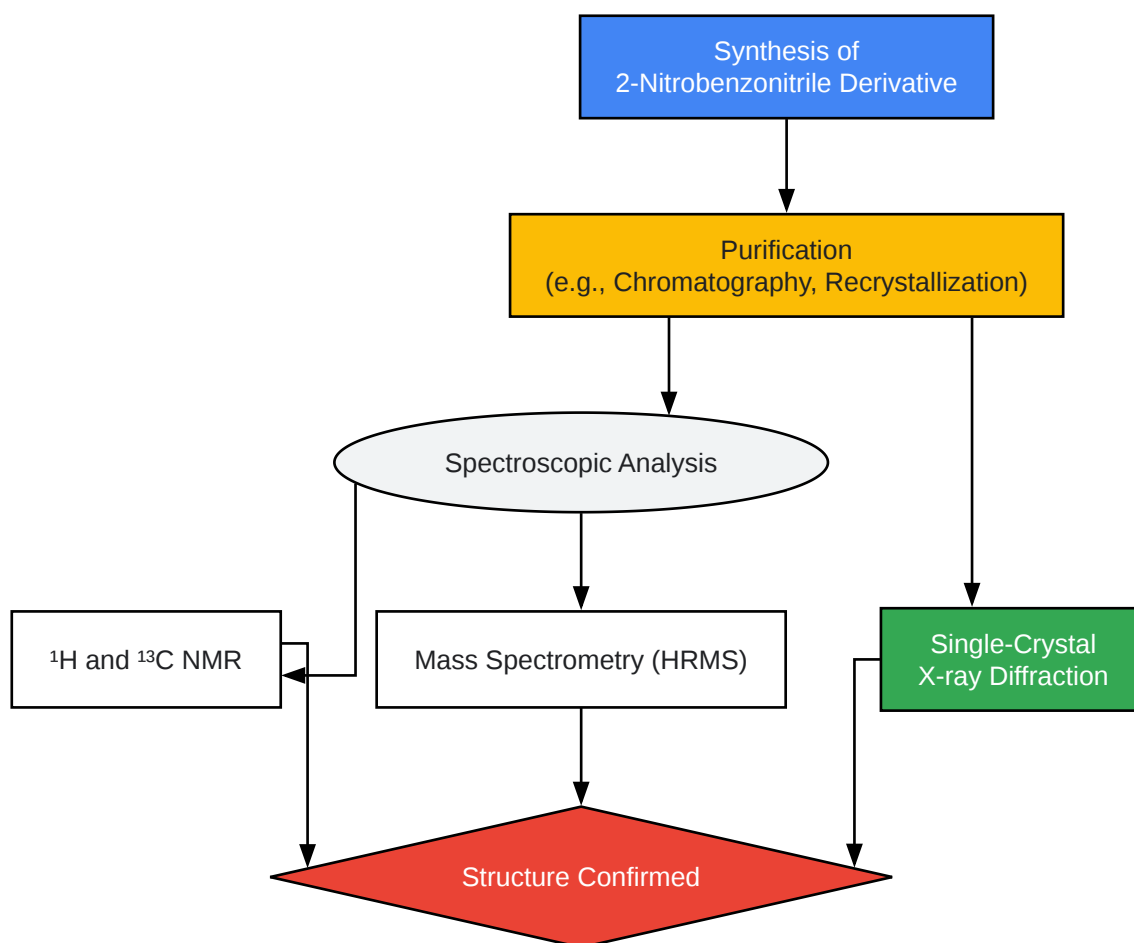 Synthesis of
2-Nitrobenzonitrile Derivative
Purification
(e.g., Chromatography, Recrystallization)
Spectroscopic Analysis
¹H and ¹³C NMR
Mass Spectrometry (HRMS)
Single-Crystal
X-ray Diffraction
Structure Confirmed